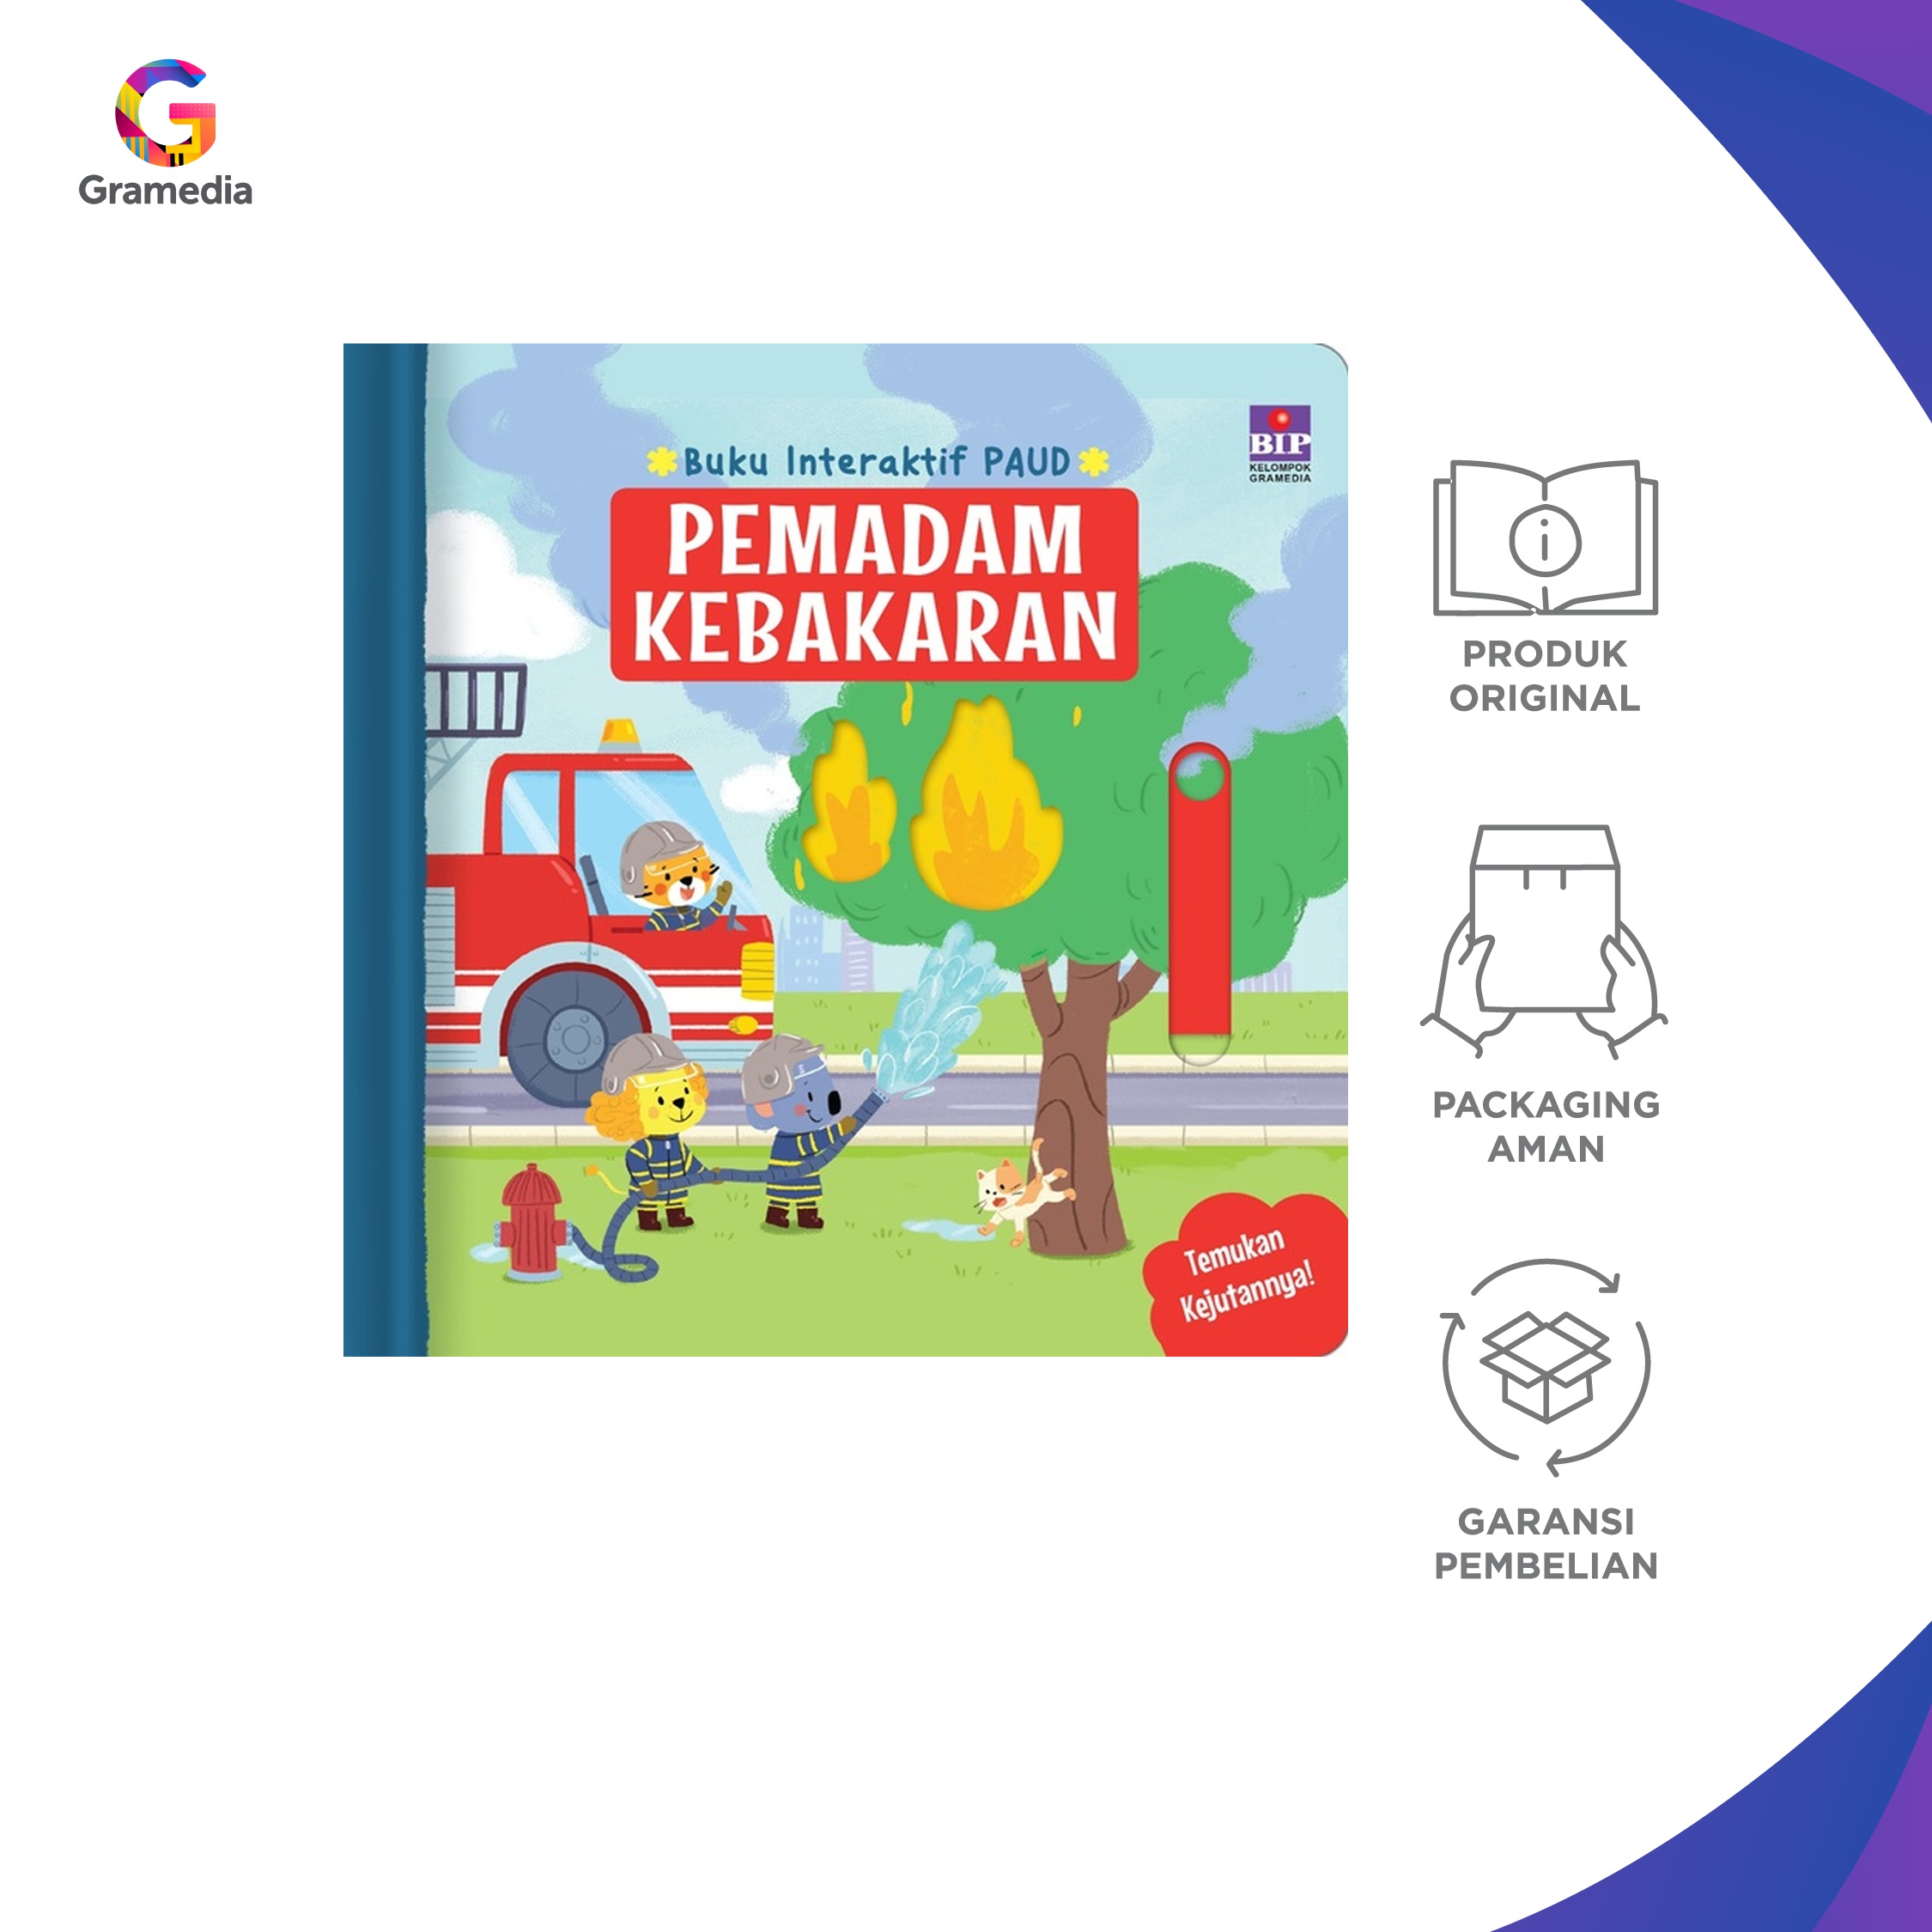 Gramedia
Buku Interaktif PAUD
PEMADAM
KEBAKARAN
BIP
KELOMPOK
GRAMEDIA
Temukan
Kejutannya!
PRODUK
ORIGINAL
PACKAGING
AMAN
GARANSI
PEMBELIAN